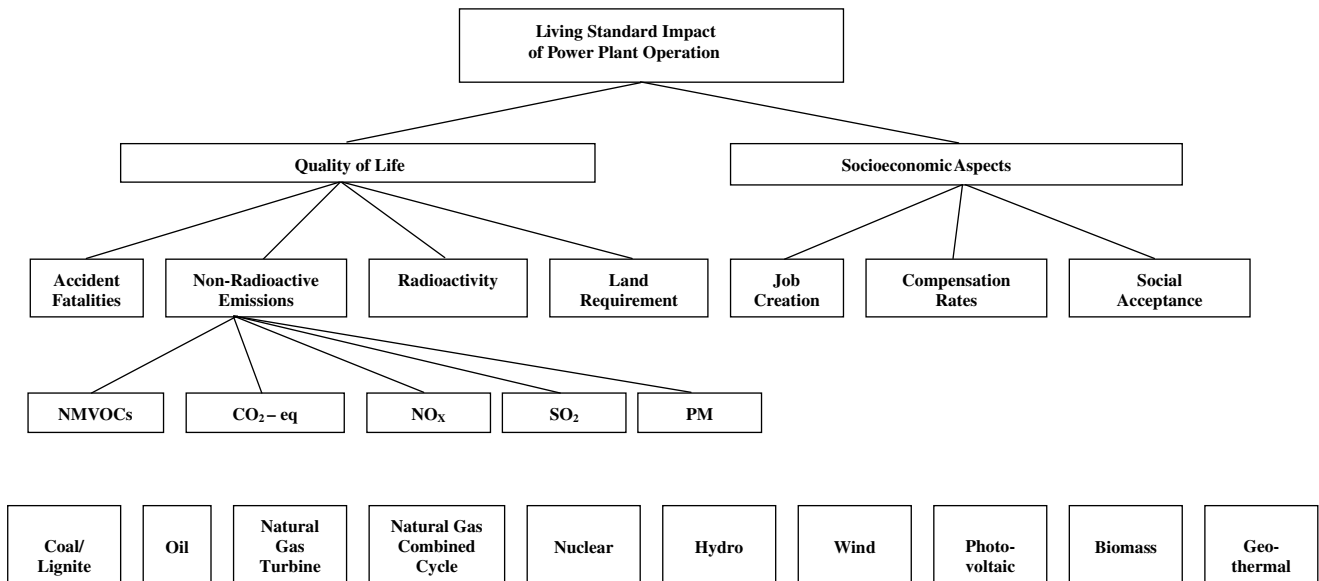 Living Standard Impact
of Power Plant Operation
Quality of Life
Socioeconomic Aspects
Accident
Fatalities
Non-Radioactive
Emissions
Radioactivity
Land
Requirement
Job
Creation
Compensation
Rates
Social
Acceptance
NMVOCs
CO₂ – eq
NOₓ
SO₂
PM
Coal/
Lignite
Oil
Natural
Gas
Turbine
Natural Gas
Combined
Cycle
Nuclear
Hydro
Wind
Photo-
voltaic
Biomass
Geo-
thermal